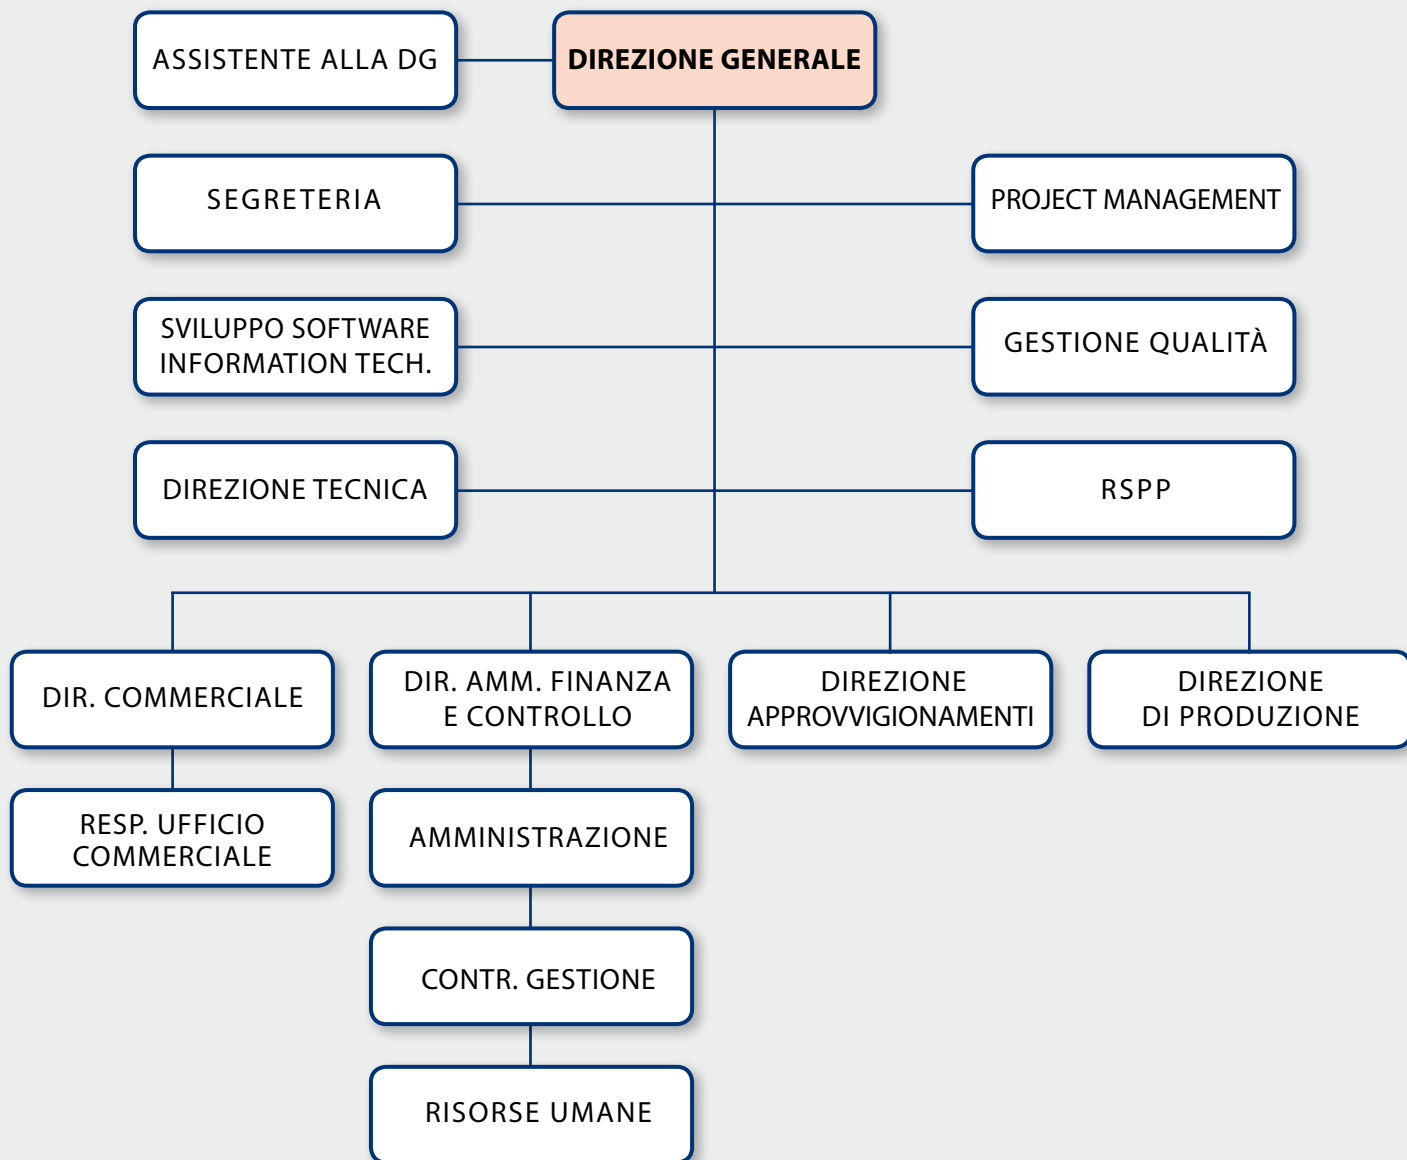 ASSISTENTE ALLA DG
DIREZIONE GENERALE
SEGRETERIA
PROJECT MANAGEMENT
SVILUPPO SOFTWARE
INFORMATION TECH.
GESTIONE QUALITÀ
DIREZIONE TECNICA
RSPP
DIR. COMMERCIALE
DIR. AMM. FINANZA
E CONTROLLO
DIREZIONE
APPROVVIGIONAMENTI
DIREZIONE
DI PRODUZIONE
RESP. UFFICIO
COMMERCIALE
AMMINISTRAZIONE
CONTR. GESTIONE
RISORSE UMANE